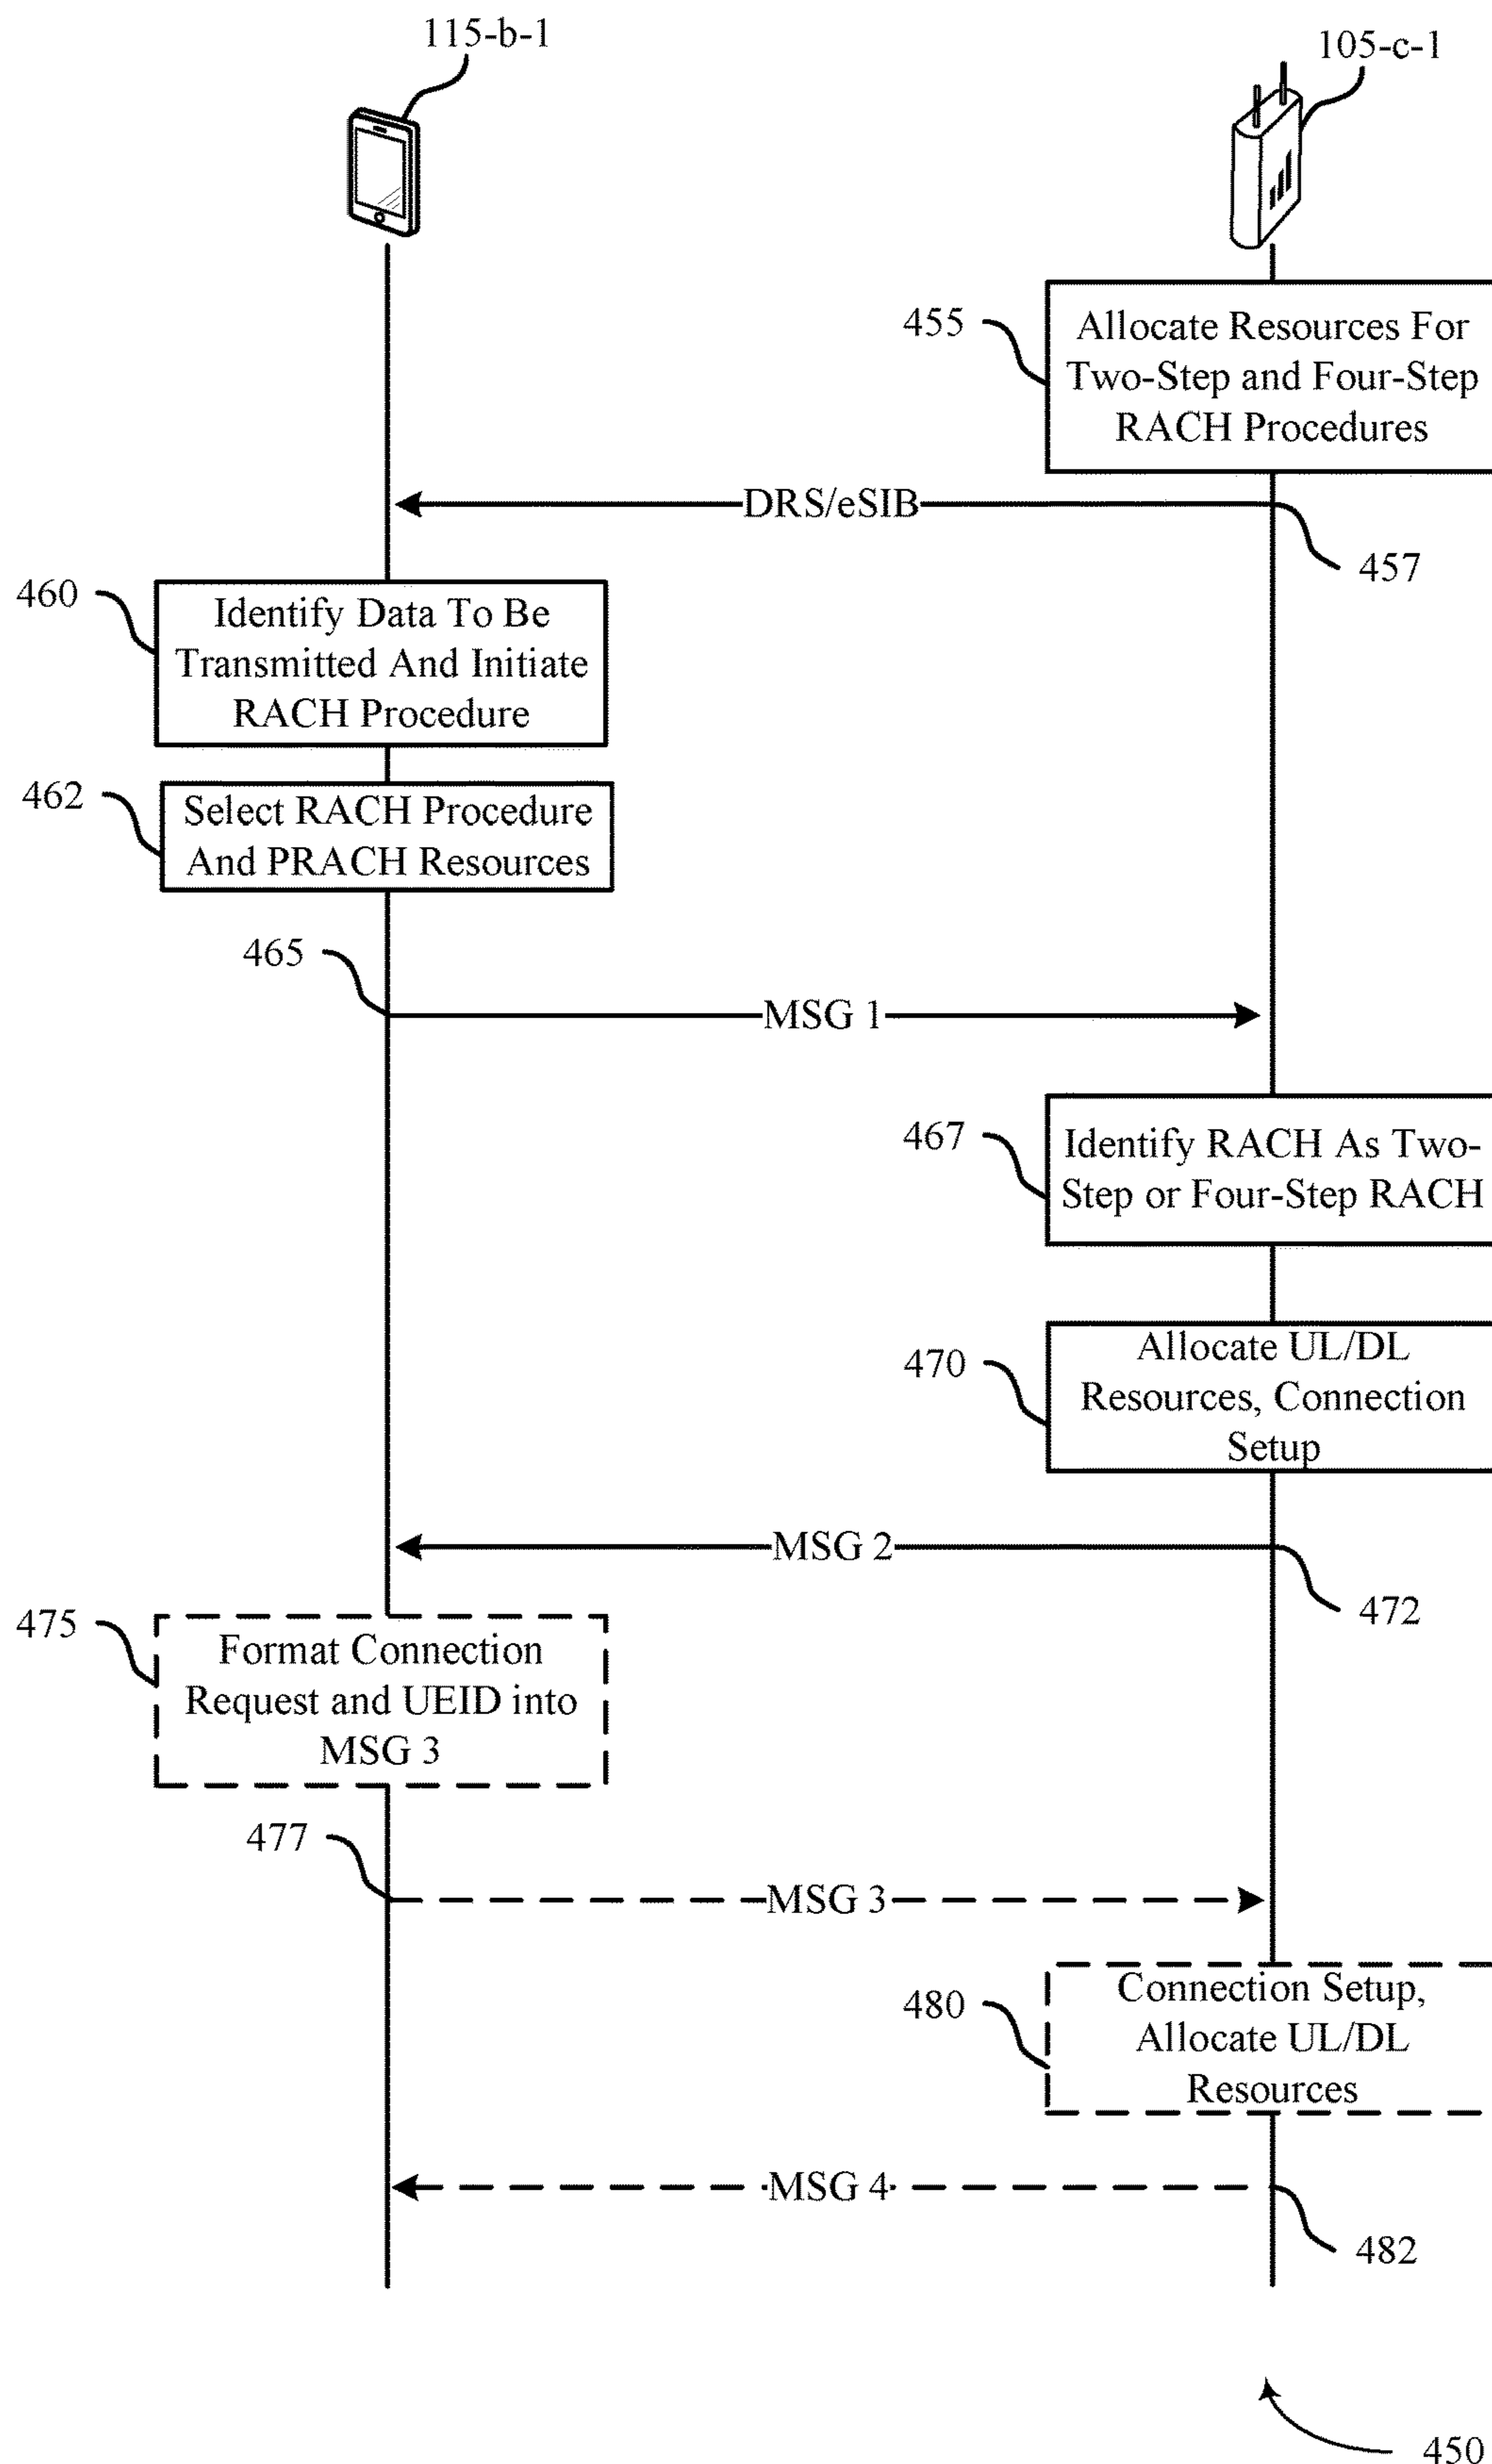 115-b-1
105-c-1
455
Allocate Resources For
Two-Step and Four-Step
RACH Procedures
DRS/eSIB
457
460
Identify Data To Be
Transmitted And Initiate
RACH Procedure
462
Select RACH Procedure
And PRACH Resources
465
MSG 1
467
Identify RACH As Two-
Step or Four-Step RACH
470
Allocate UL/DL
Resources, Connection
Setup
MSG 2
472
475
Format Connection
Request and UEID into
MSG 3
477
MSG 3
480
Connection Setup,
Allocate UL/DL
Resources
MSG 4
482
450